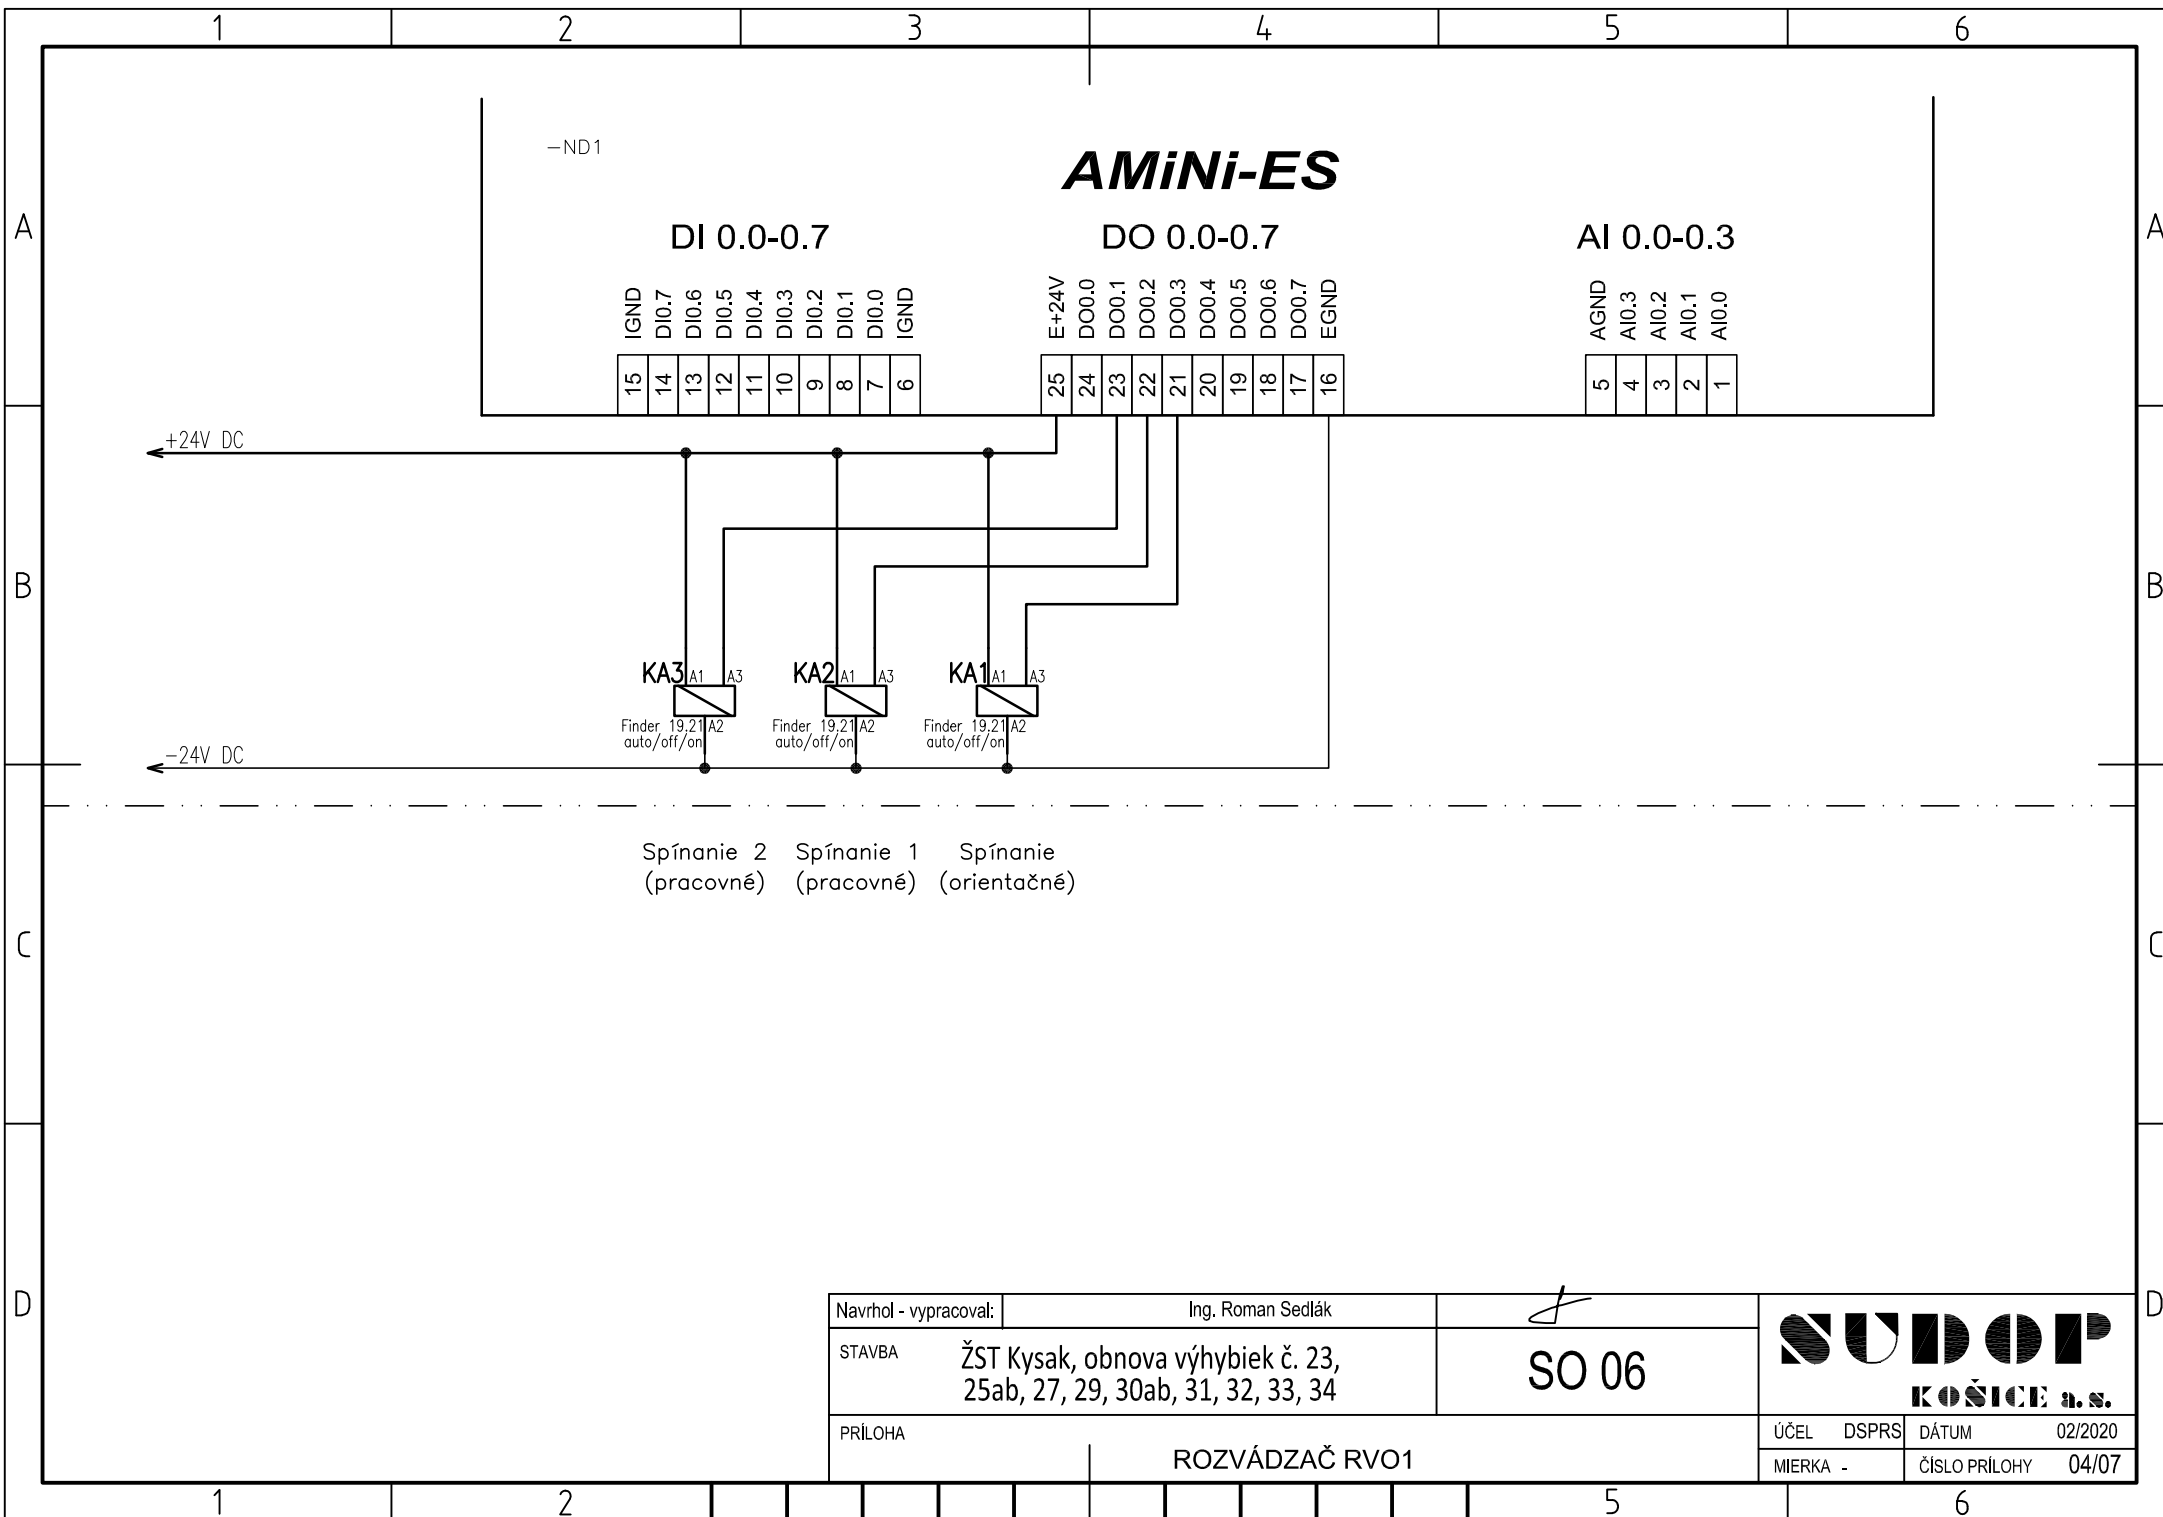 1 2 3 4 5 6
-ND1
AMiNi-ES
DI 0.0-0.7 DO 0.0-0.7 AI 0.0-0.3
IGND DI0.7 DI0.6 DI0.5 DI0.4 DI0.3 DI0.2 DI0.1 DI0.0 IGND
E+24V DO0.0 DO0.1 DO0.2 DO0.3 DO0.4 DO0.5 DO0.6 DO0.7 EGND
AGND AI0.3 AI0.2 AI0.1 AI0.0
15 14 13 12 11 10 9 8 7 6
25 24 23 22 21 20 19 18 17 16
5 4 3 2 1
A A
+24V DC
B B
KA3 A1 A3 KA2 A1 A3 KA1 A1 A3
Finder 19.21 A2 Finder 19.21 A2 Finder 19.21 A2
auto/off/on auto/off/on auto/off/on
-24V DC
Spínanie 2 Spínanie 1 Spínanie
(pracovné) (pracovné) (orientačné)
C C
D D
Navrhol - vypracoval: Ing. Roman Sedlák
STAVBA ŽST Kysak, obnova výhybiek č. 23,
25ab, 27, 29, 30ab, 31, 32, 33, 34
SO 06
SUDOP
KOŠICE a.s.
PRÍLOHA
ROZVÁDZAČ RVO1
ÚČEL DSPRS DÁTUM 02/2020
MIERKA - ČÍSLO PRÍLOHY 04/07
1 2 5 6